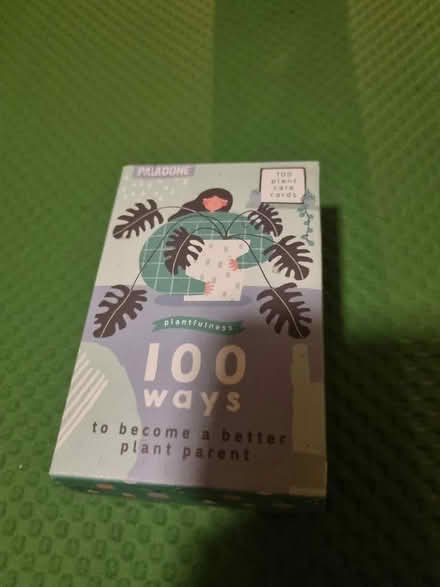 PALADONE
100
plant
care
cards
plantfulness
100
ways
to become a better
plant parent